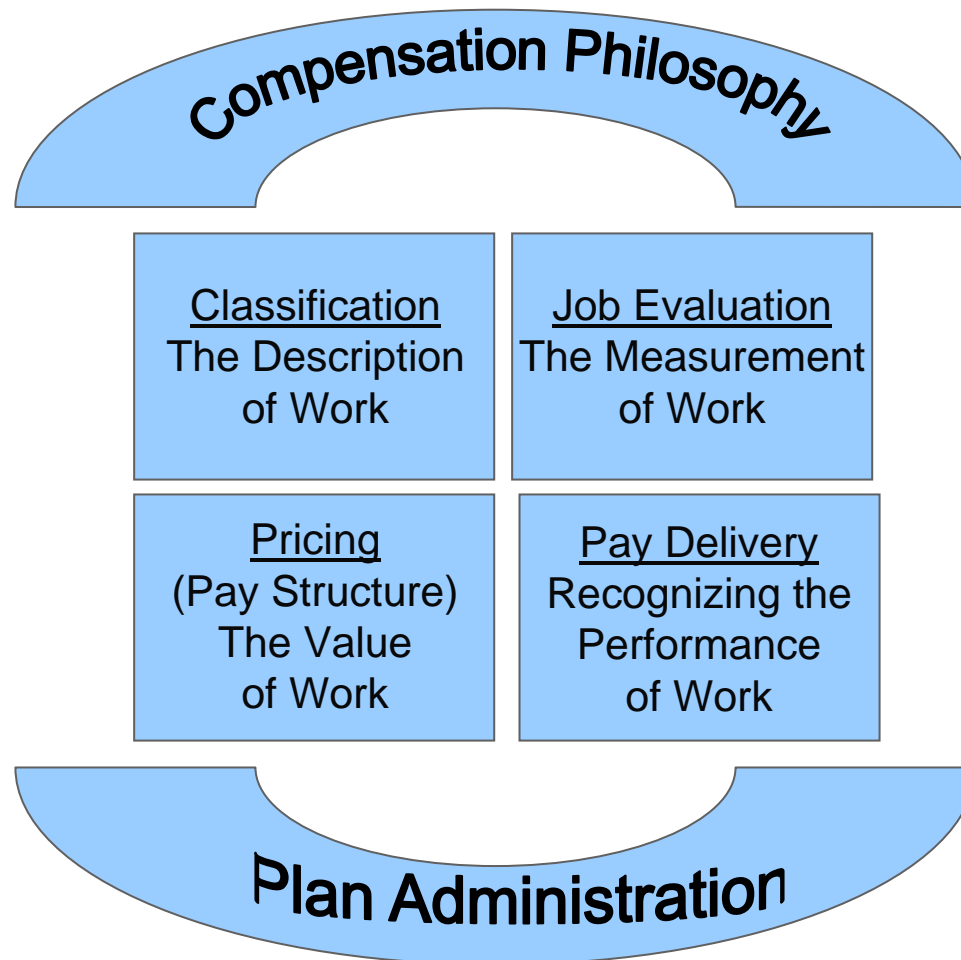 Compensation Philosophy
Classification
The Description
of Work
Job Evaluation
The Measurement
of Work
Pricing
(Pay Structure)
The Value
of Work
Pay Delivery
Recognizing the
Performance
of Work
Plan Administration